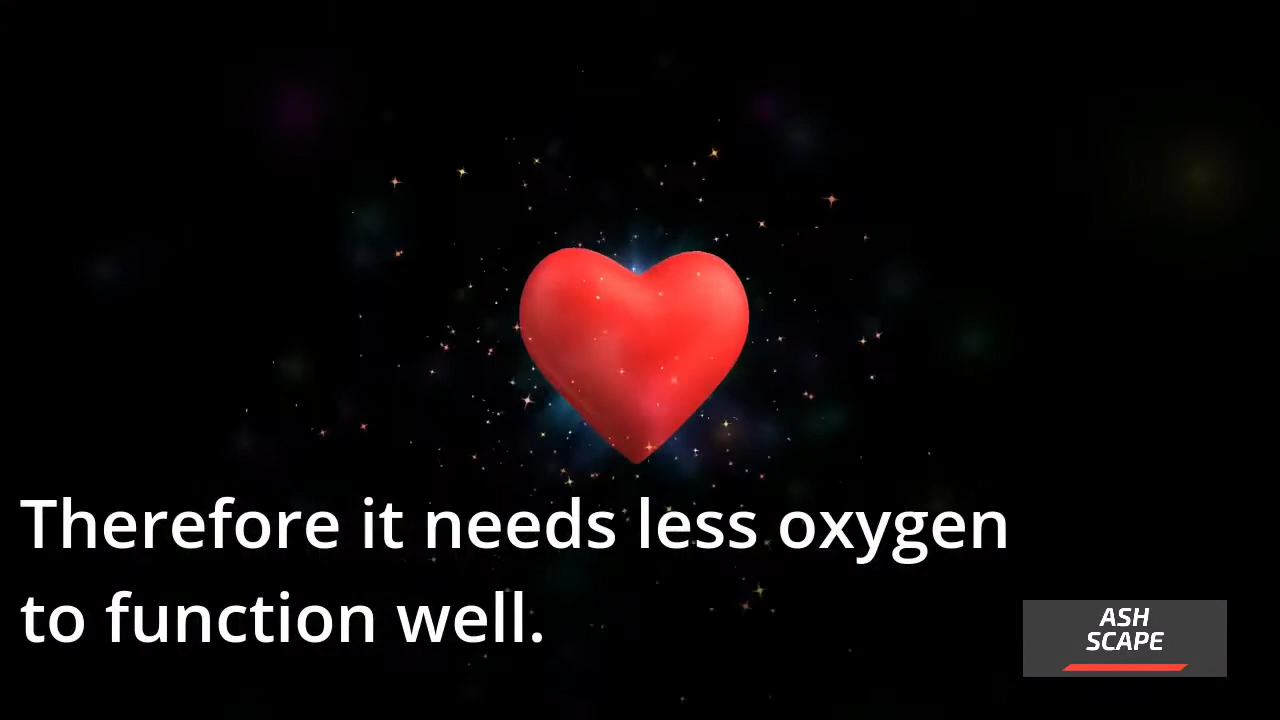 Therefore it needs less oxygen
to function well.
ASH
SCAPE